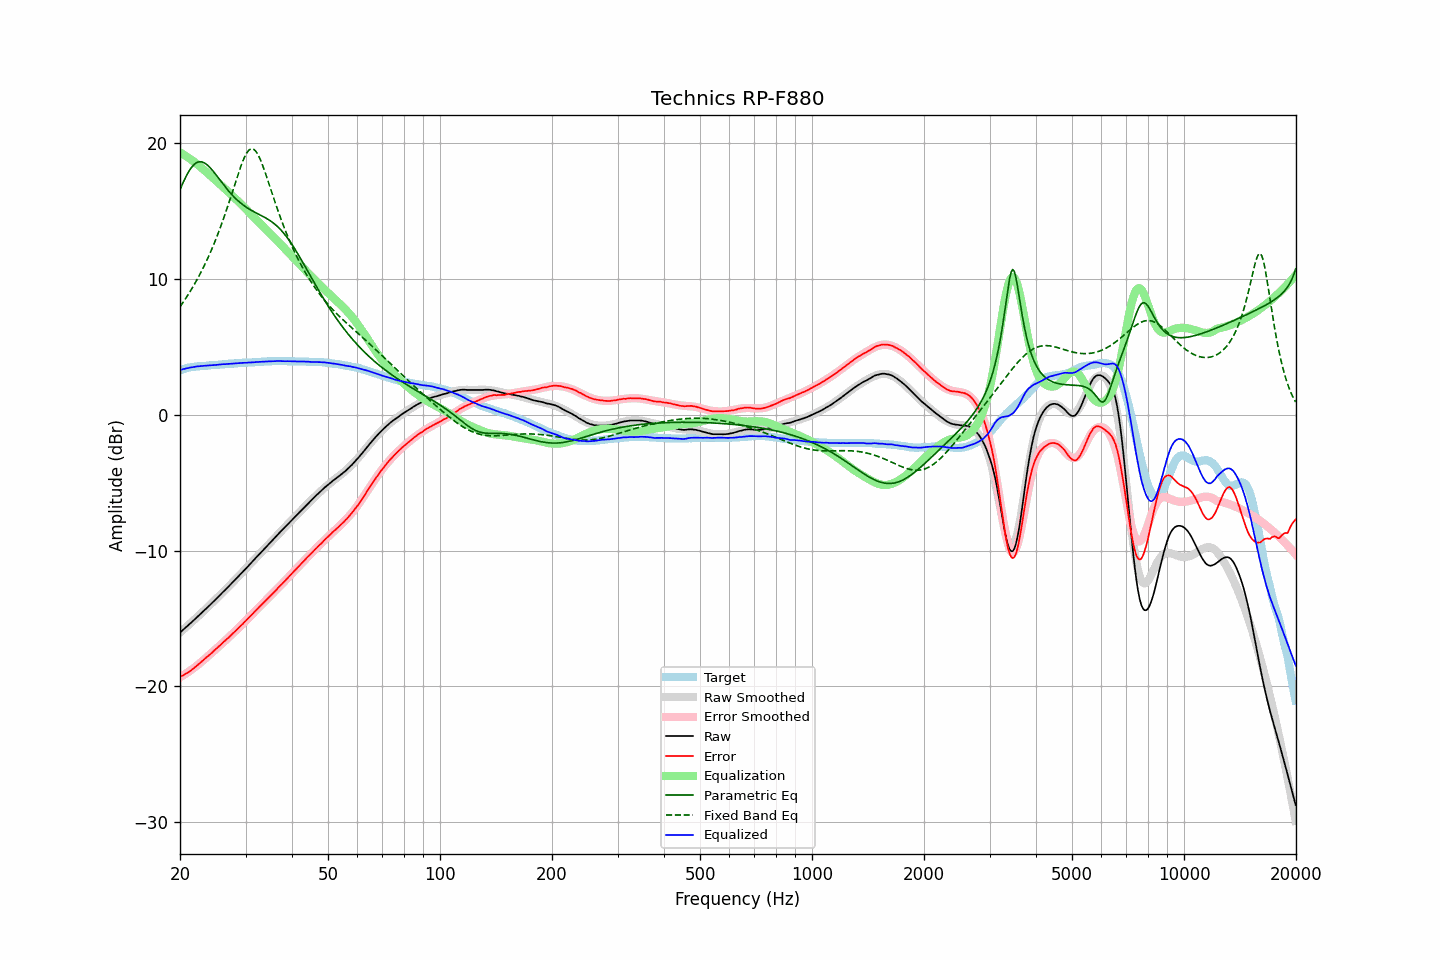 Technics RP-F880
Amplitude (dBr)
20
10
0
−10
−20
−30
Target
Raw Smoothed
Error Smoothed
Raw
Error
Equalization
Parametric Eq
Fixed Band Eq
Equalized
20 50 100 200 500 1000 2000 5000 10000 20000
Frequency (Hz)